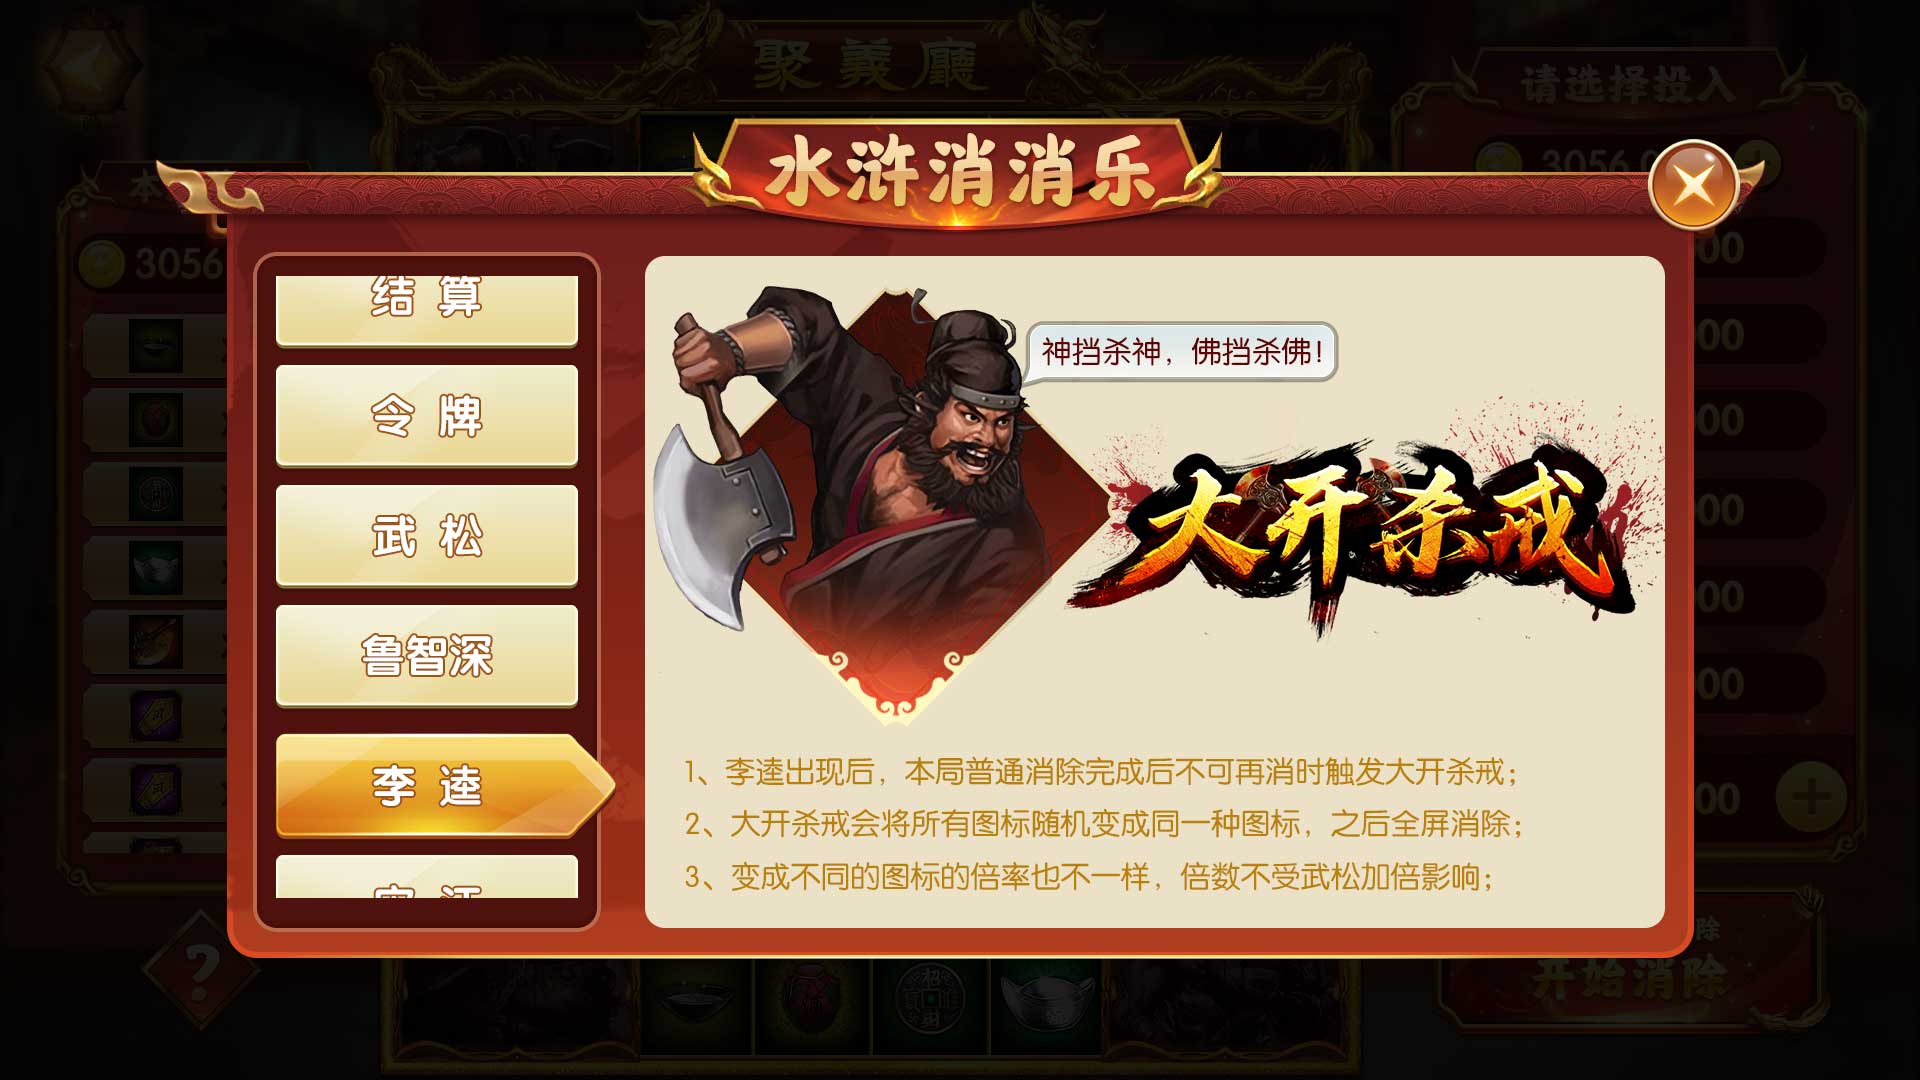 聚義廳
请选择投入
水浒消消乐
3056
3056
结算
令牌
武松
鲁智深
李逵
宋江
神挡杀神，佛挡杀佛！
大开杀戒
1、李逵出现后，本局普通消除完成后不可再消时触发大开杀戒；
2、大开杀戒会将所有图标随机变成同一种图标，之后全屏消除；
3、变成不同的图标的倍率也不一样，倍数不受武松加倍影响；
?
开始消除